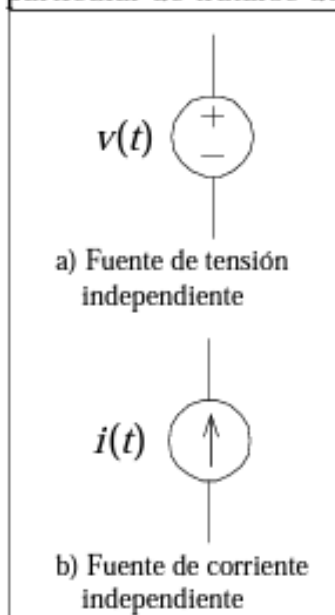 v(t)
+
−
a) Fuente de tensión
independiente
i(t)
b) Fuente de corriente
independiente